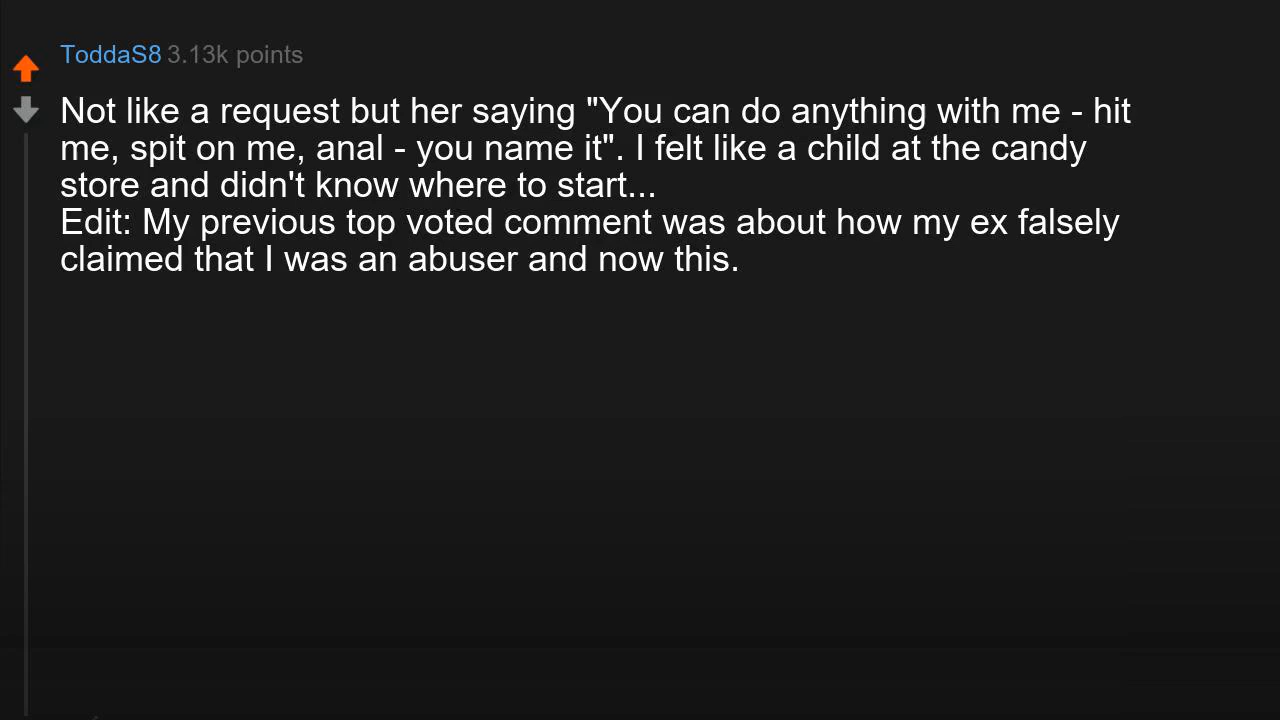 ToddaS8 3.13k points
Not like a request but her saying "You can do anything with me - hit
me, spit on me, anal - you name it". I felt like a child at the candy
store and didn't know where to start...
Edit: My previous top voted comment was about how my ex falsely
claimed that I was an abuser and now this.